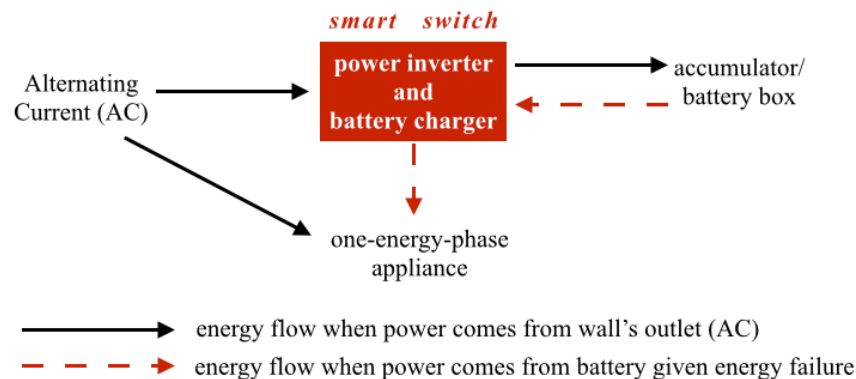 smart switch
power inverter
and
battery charger
Alternating
Current (AC)
accumulator/
battery box
one-energy-phase
appliance
energy flow when power comes from wall's outlet (AC)
energy flow when power comes from battery given energy failure